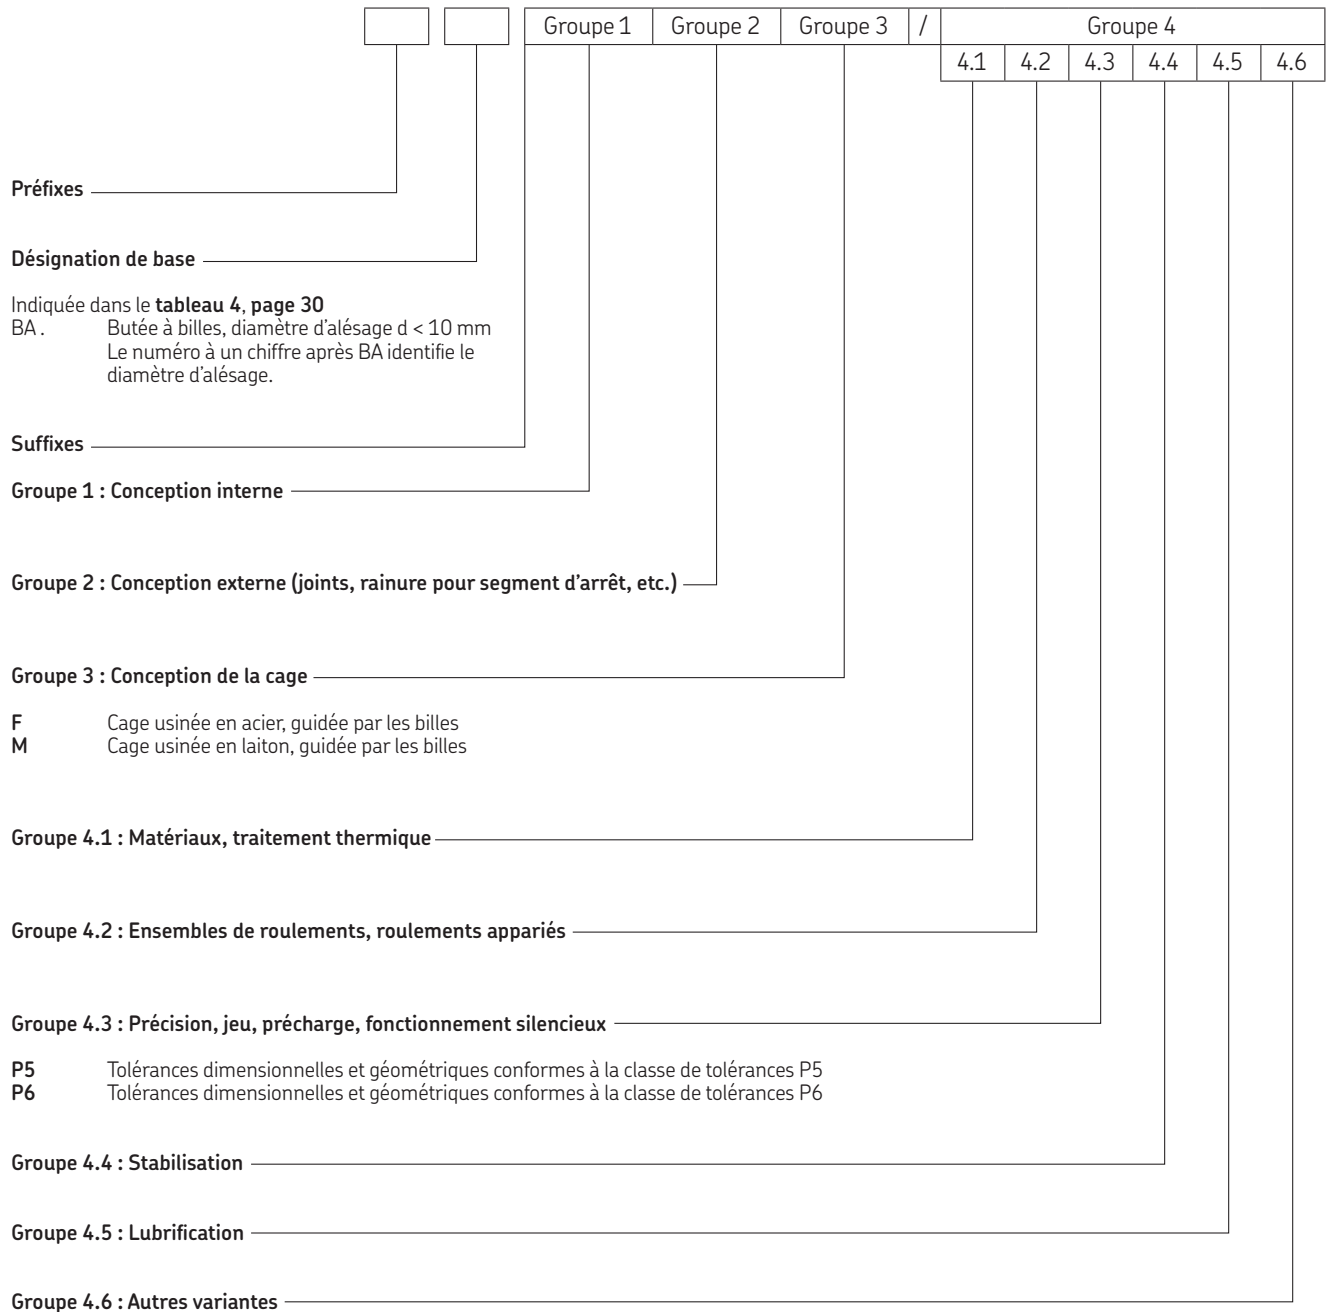 Groupe 1 Groupe 2 Groupe 3 / Groupe 4
4.1 4.2 4.3 4.4 4.5 4.6
Préfixes
Désignation de base
Indiquée dans le tableau 4, page 30
BA . Butée à billes, diamètre d'alésage d < 10 mm
Le numéro à un chiffre après BA identifie le
diamètre d'alésage.
Suffixes
Groupe 1 : Conception interne
Groupe 2 : Conception externe (joints, rainure pour segment d'arrêt, etc.)
Groupe 3 : Conception de la cage
F Cage usinée en acier, guidée par les billes
M Cage usinée en laiton, guidée par les billes
Groupe 4.1 : Matériaux, traitement thermique
Groupe 4.2 : Ensembles de roulements, roulements appariés
Groupe 4.3 : Précision, jeu, précharge, fonctionnement silencieux
P5 Tolérances dimensionnelles et géométriques conformes à la classe de tolérances P5
P6 Tolérances dimensionnelles et géométriques conformes à la classe de tolérances P6
Groupe 4.4 : Stabilisation
Groupe 4.5 : Lubrification
Groupe 4.6 : Autres variantes